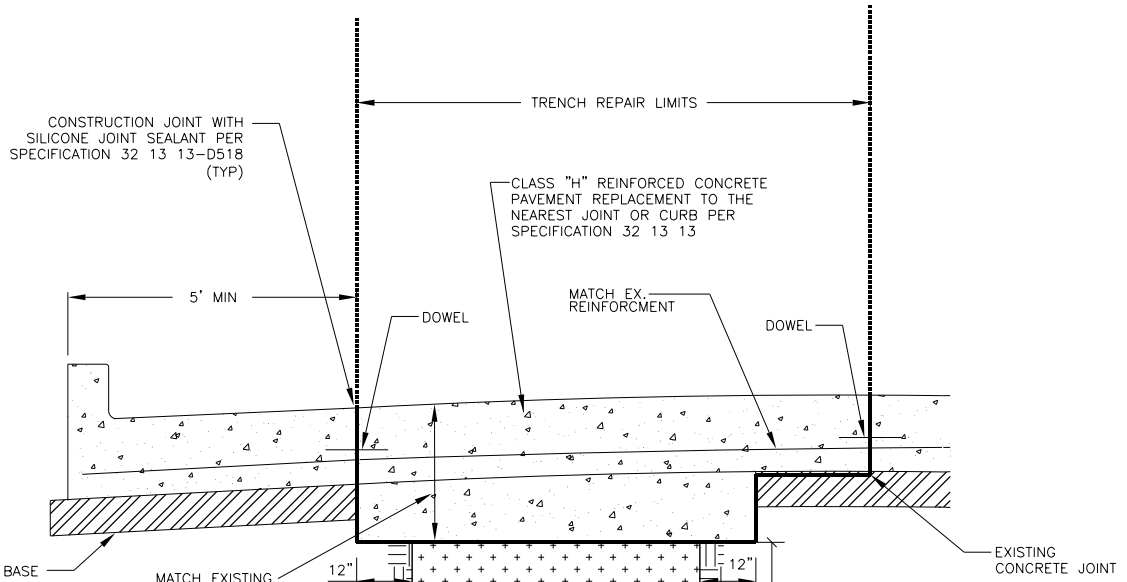 TRENCH REPAIR LIMITS
CONSTRUCTION JOINT WITH
SILICONE JOINT SEALANT PER
SPECIFICATION 32 13 13-D518
(TYP)
CLASS "H" REINFORCED CONCRETE
PAVEMENT REPLACEMENT TO THE
NEAREST JOINT OR CURB PER
SPECIFICATION 32 13 13
5' MIN
MATCH EX.
REINFORCMENT
DOWEL
DOWEL
BASE
MATCH EXISTING
12"
12"
EXISTING
CONCRETE JOINT